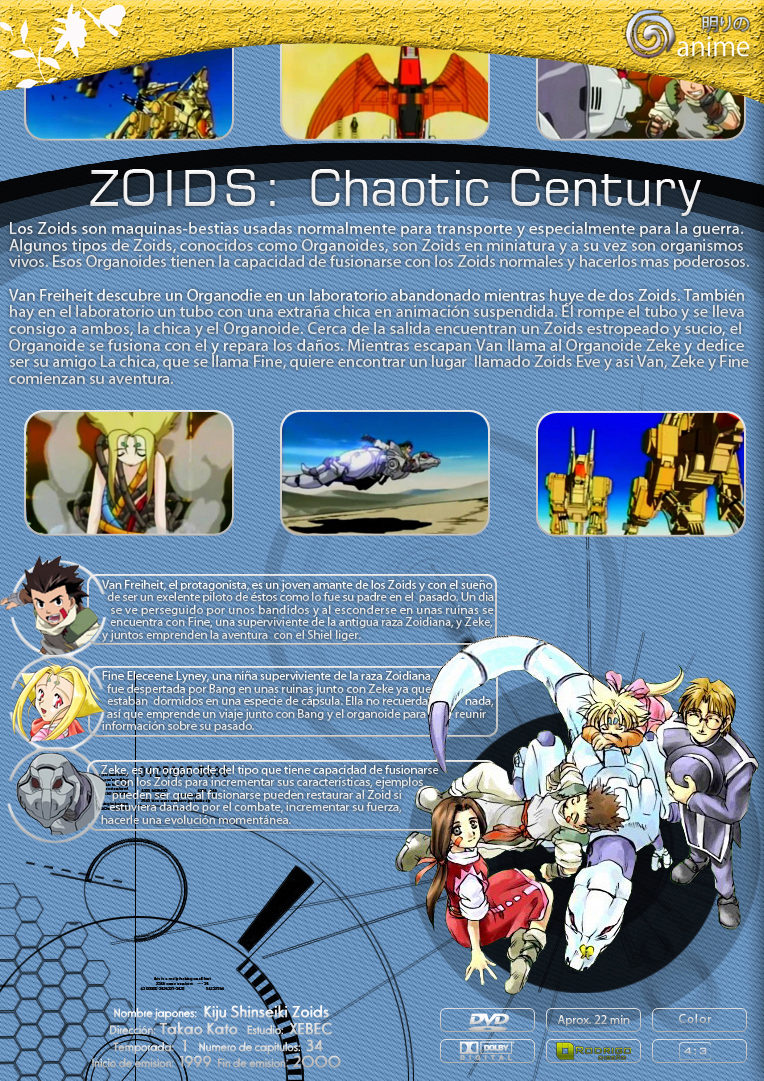 明りの
anime
ZOIDS: Chaotic Century
Los Zoids son maquinas-bestias usadas normalmente para transporte y especialmente para la guerra.
Algunos tipos de Zoids, conocidos como Organoides, son Zoids en miniatura y a su vez son organismos
vivos. Esos Organoides tienen la capacidad de fusionarse con los Zoids normales y hacerlos mas poderosos.
Van Freiheit descubre un Organodie en un laboratorio abandonado mientras huye de dos Zoids. También
hay en el laboratorio un tubo con una extraña chica en animación suspendida. Él rompe el tubo y se lleva
consigo a ambos, la chica y el Organoide. Cerca de la salida encuentran un Zoids estropeado y sucio, el
Organoide se fusiona con el y repara los daños. Mientras escapan Van llama al Organoide Zeke y dedice
ser su amigo La chica, que se llama Fine, quiere encontrar un lugar llamado Zoids Eve y asi Van, Zeke y Fine
comienzan su aventura.
Van Freiheit, el protagonista, es un joven amante de los Zoids y con el sueño
de ser un exelente piloto de éstos como lo fue su padre en el pasado. Un dia
se ve perseguido por unos bandidos y al esconderse en unas ruinas se
encuentra con Fine, una superviviente de la antigua raza Zoidiana, y Zeke,
y juntos emprenden la aventura con el Shiel liger.
Fine Eleceene Lyney, una niña superviviente de la raza Zoidiana,
fue despertada por Bang en unas ruinas junto con Zeke ya que
estaban dormidos en una especie de cápsula. Ella no recuerda nada,
así que emprende un viaje junto con Bang y el organoide para reunir
información sobre su pasado.
Zeke, es un organoide del tipo que tiene capacidad de fusionarse
con los Zoids para incrementar sus caracteristicas, ejemplos
pueden ser que al fusionarse pueden restaurar al Zoid si
estuviera dañado por el combate, incrementar su fuerza,
hacerle una evolución momentánea.
Nombre japones: Kiju Shinseiki Zoids
Dirección: Takao Kato Estudio: XEBEC
Temporada: 1 Numero de capitulos: 34
Inicio de emision: 1999 Fin de emision: 2000
DVD
Aprox. 22 min
Color
DOLBY
DIGITAL
RODRIGO
4:3